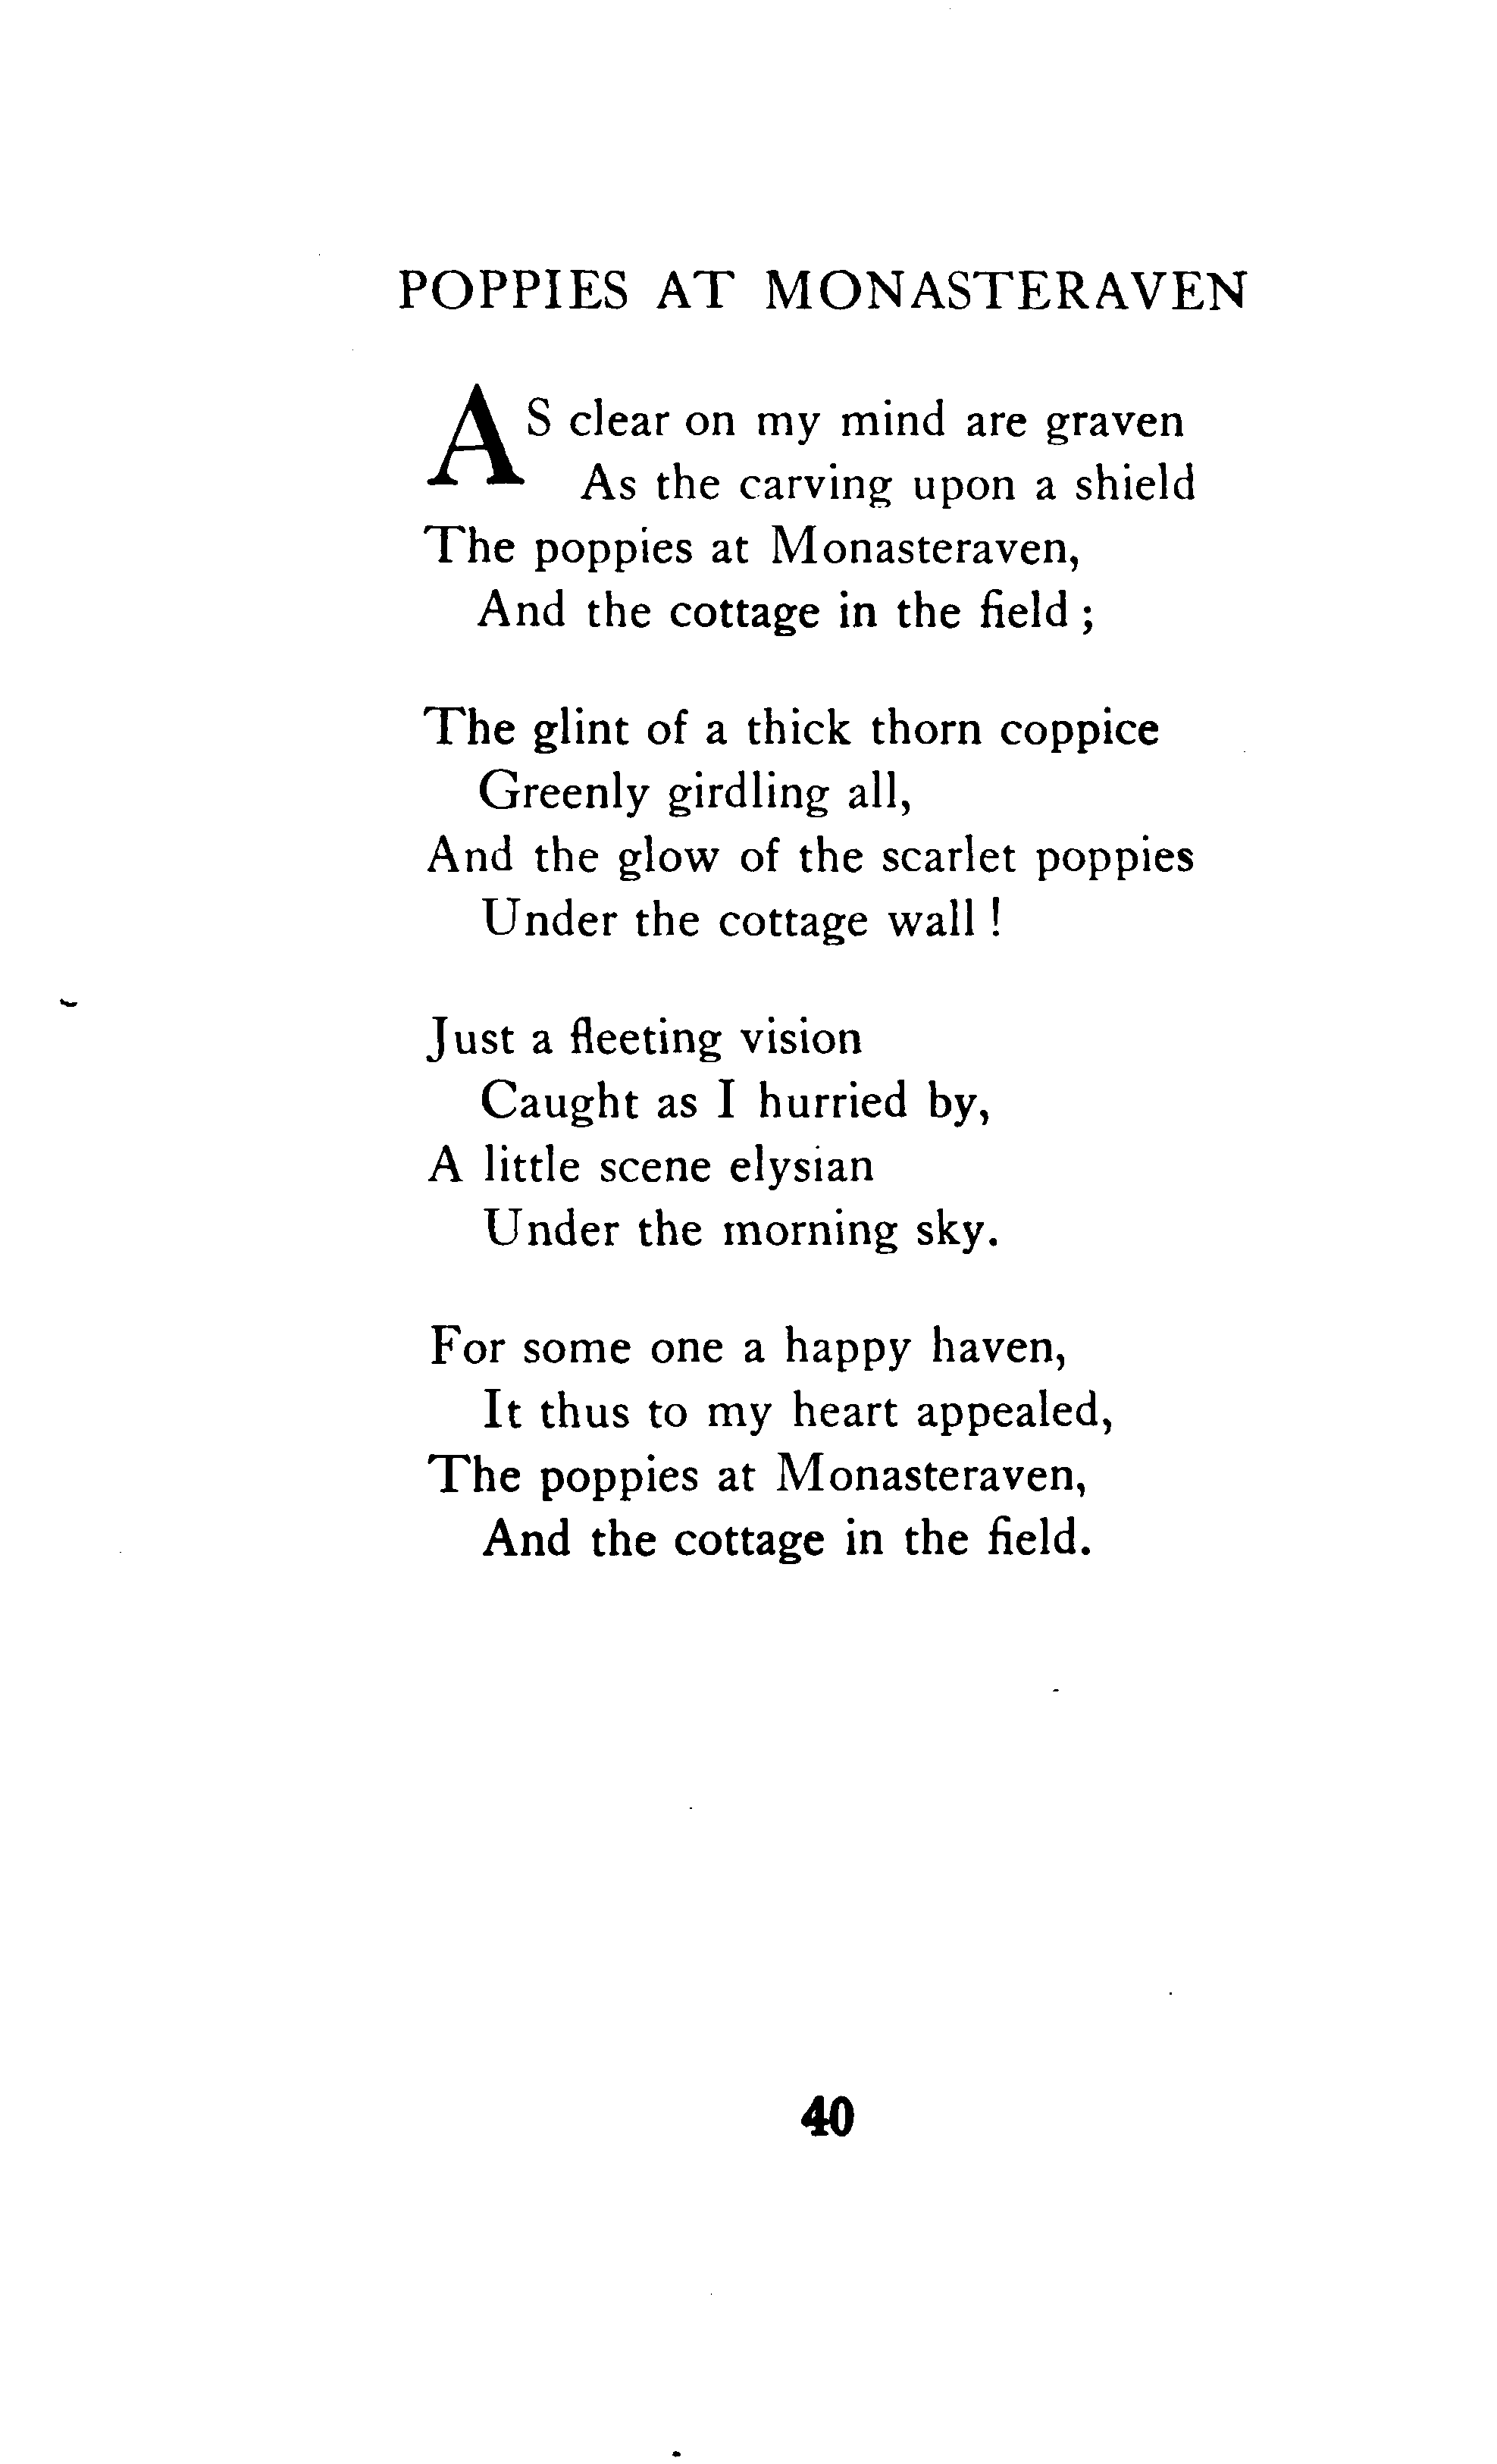 POPPIES AT MONASTERAVEN
AS clear on my mind are graven
As the carving upon a shield
The poppies at Monasteraven,
And the cottage in the field ;
The glint of a thick thorn coppice
Greenly girdling all,
And the glow of the scarlet poppies
Under the cottage wall !
Just a fleeting vision
Caught as I hurried by,
A little scene elysian
Under the morning sky.
For some one a happy haven,
It thus to my heart appealed,
The poppies at Monasteraven,
And the cottage in the field.
40